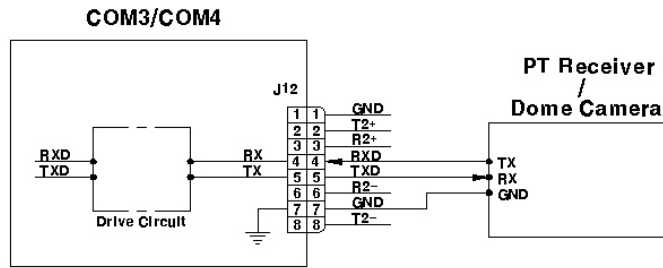 COM3/COM4
PT Receiver
/
Dome Camera
J12
1 1 GND
2 2 T2+
3 3 R2+
RXD RX 4 4 RXD TX
TXD TX 5 5 TXD RX
6 6 R2-
GND
7 7 GND
8 8 T2-
Drive Circuit